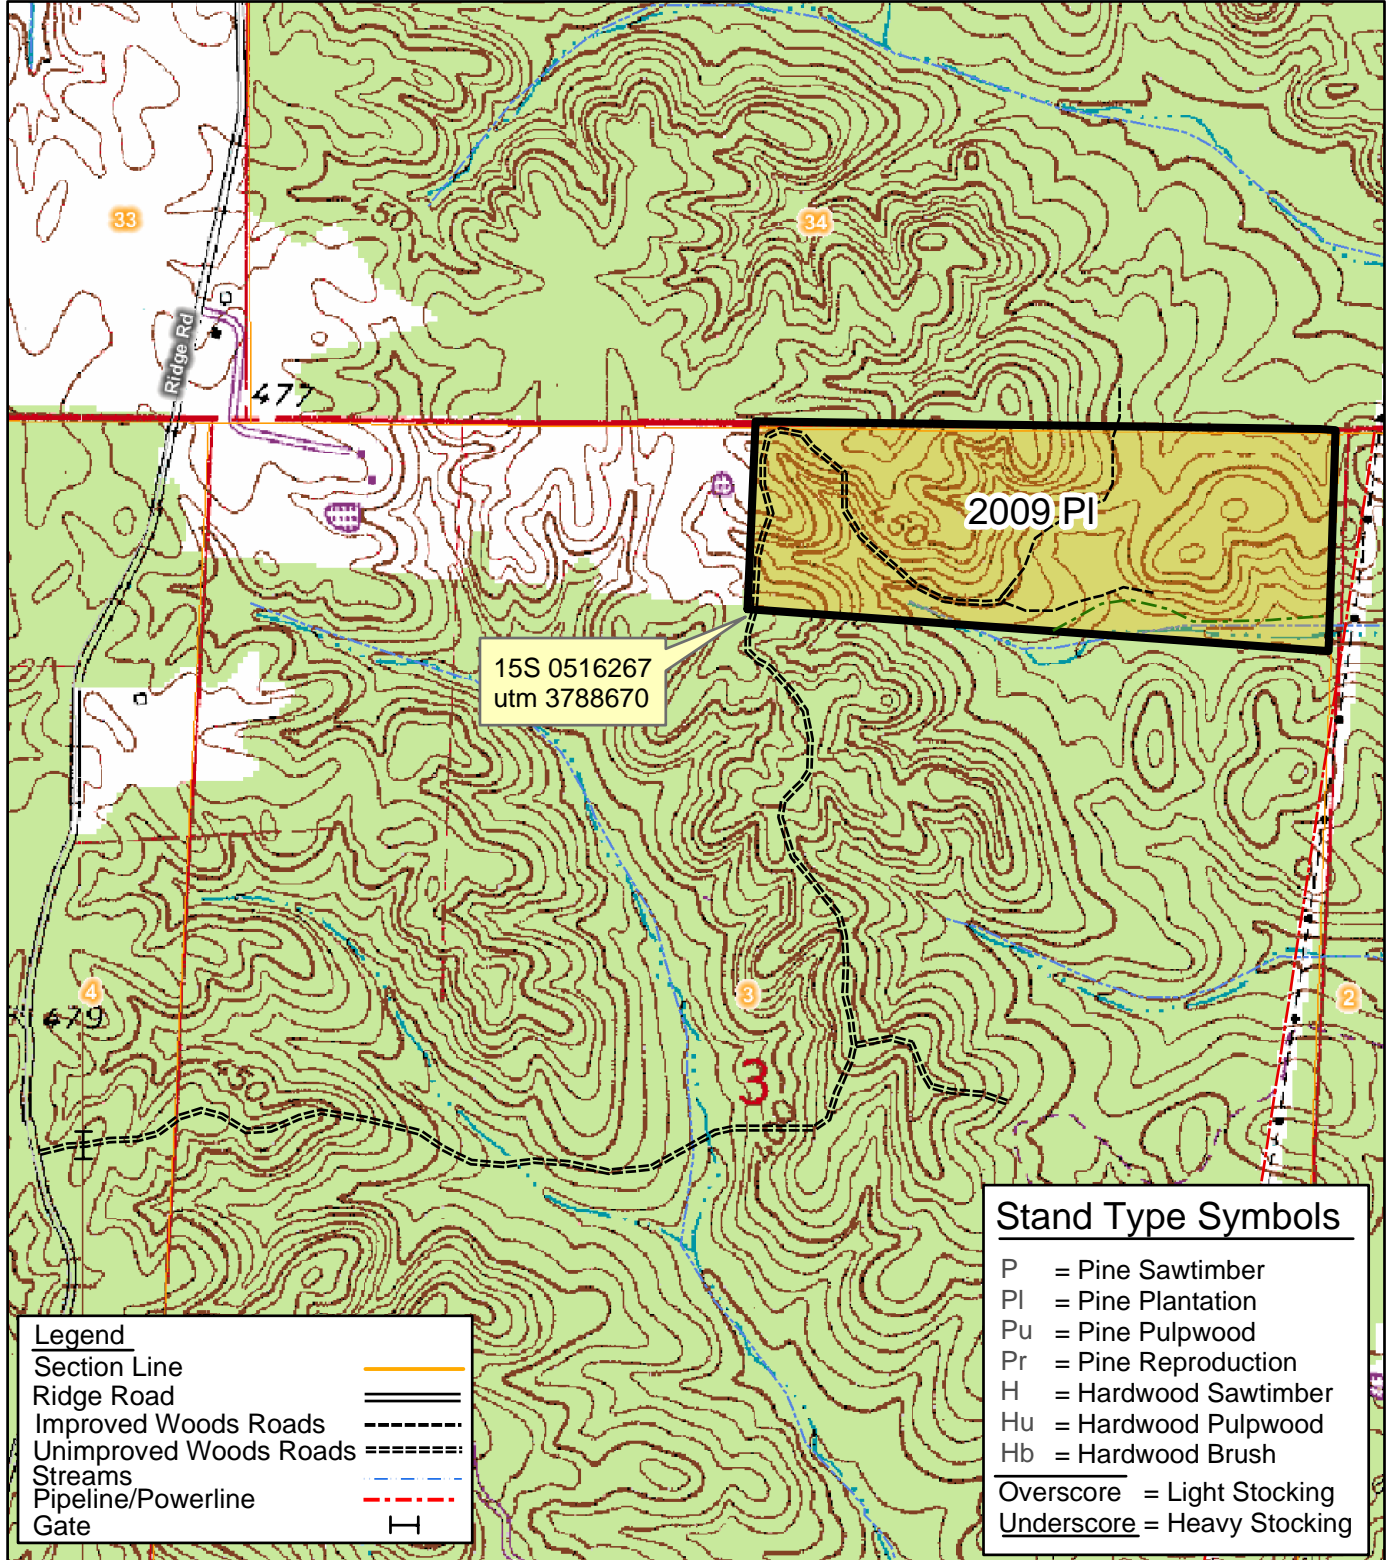 450
33
34
Ridge Rd
477
2009 Pl
450
15S 0516267
utm 3788670
4
3
2
479
3
450
Legend
Section Line
Ridge Road
Improved Woods Roads
Unimproved Woods Roads
Streams
Pipeline/Powerline
Gate
Stand Type Symbols
P = Pine Sawtimber
Pl = Pine Plantation
Pu = Pine Pulpwood
Pr = Pine Reproduction
H = Hardwood Sawtimber
Hu = Hardwood Pulpwood
Hb = Hardwood Brush
Overscore = Light Stocking
Underscore = Heavy Stocking